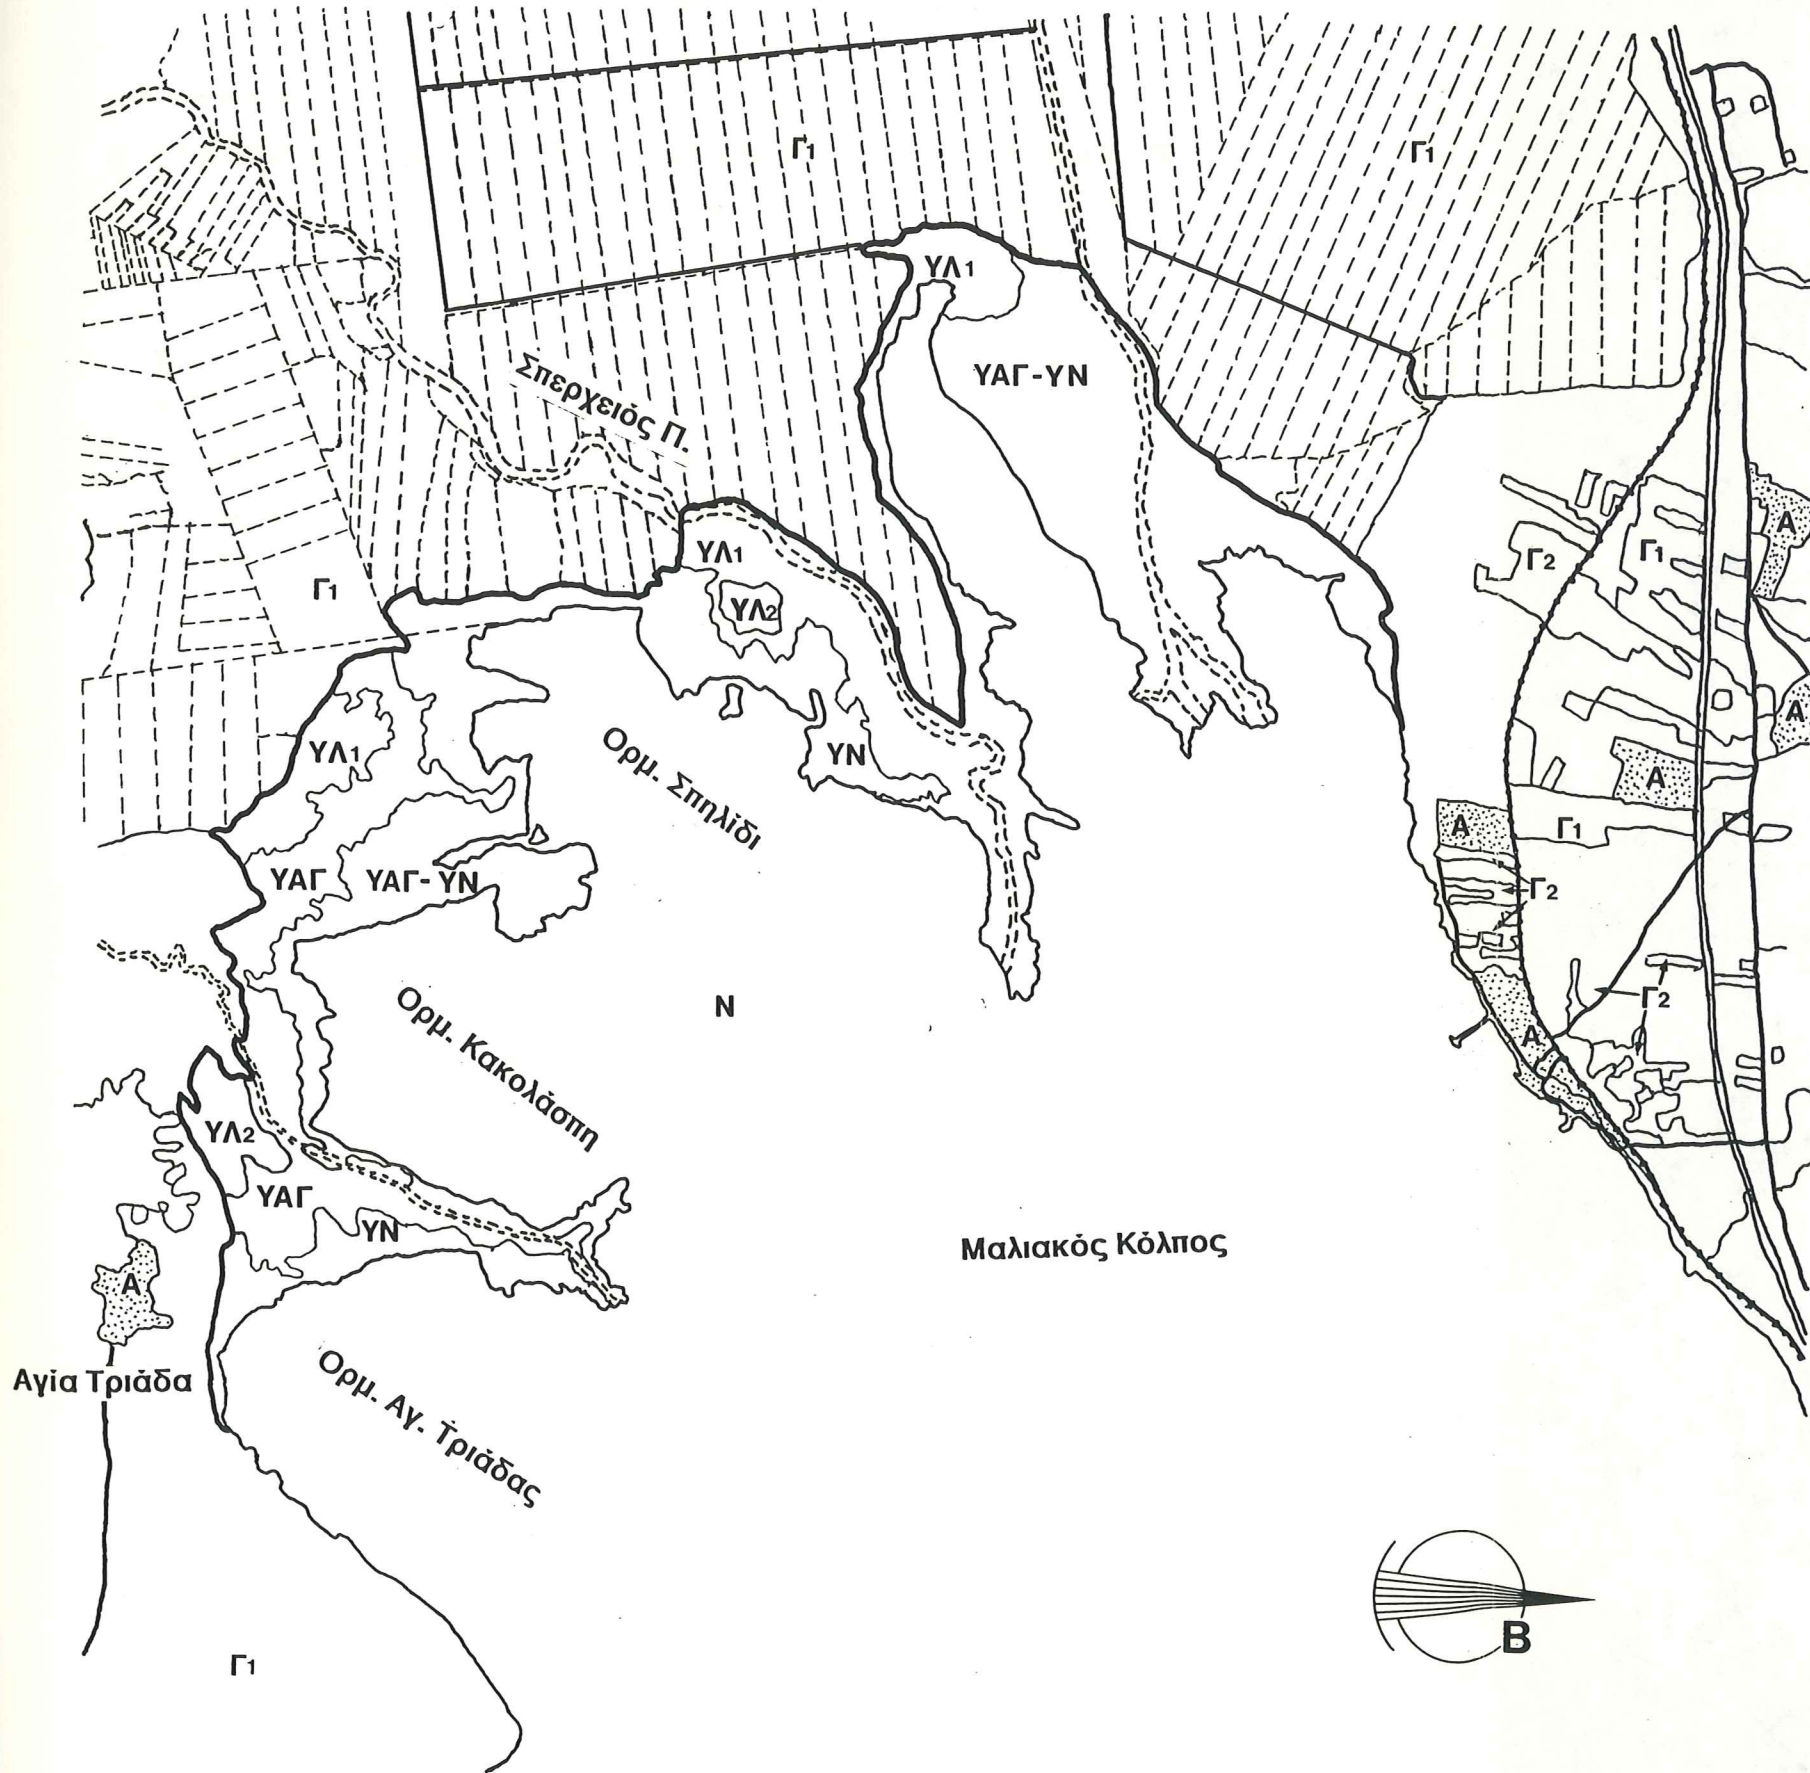 Γ1
Γ1
ΥΛ1
ΥΑΓ-ΥΝ
Σπερχειός Π.
Α
ΥΛ1
Γ2
Γ1
Γ1
ΥΛ2
Α
ΥΛ1
ΥΝ
Ορμ. Σπηλίδι
Α
Α
Γ1
ΥΑΓ
ΥΑΓ-ΥΝ
Γ2
Ορμ. Κακολάσπη
Ν
Γ2
Α
ΥΛ2
ΥΑΓ
ΥΝ
Μαλιακός Κόλπος
Α
Αγία Τριάδα
Ορμ. Αγ. Τριάδας
Β
Γ1